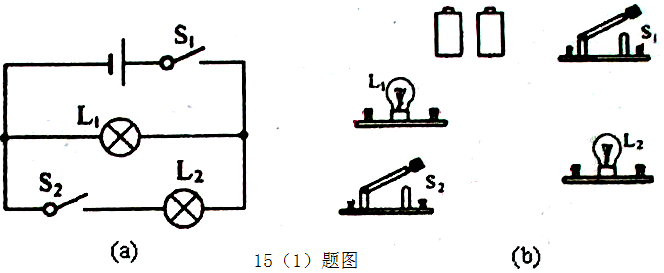 S₁
L₁
S₂
L₂
(a)
S₁
L₁
L₂
S₂
(b)
15（1）题图